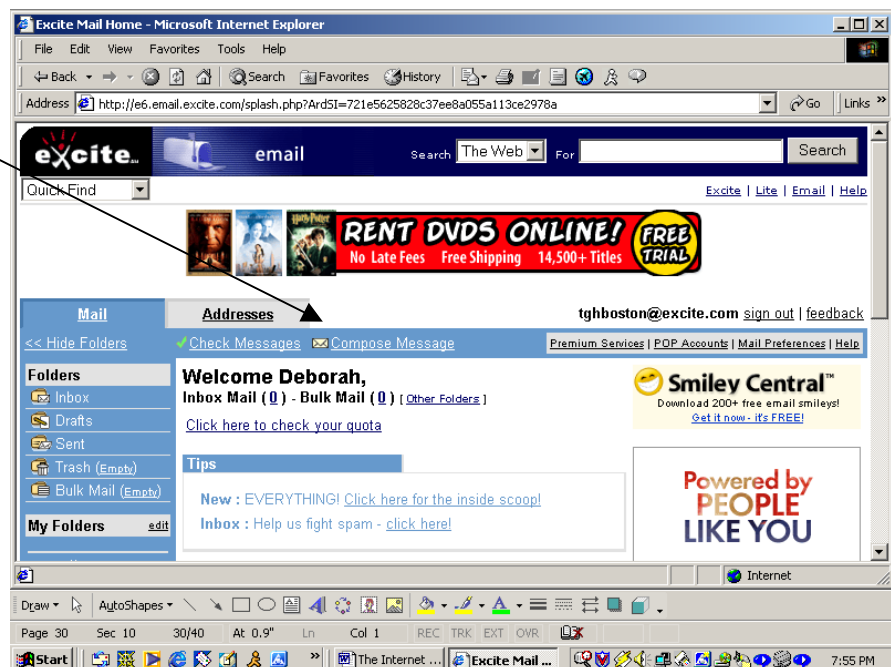 Excite Mail Home - Microsoft Internet Explorer
File Edit View Favorites Tools Help
Back Search Favorites History
Address http://e6.email.excite.com/splash.php?ArdSI=721e5625828c37ee8a055a113ce2978a Go Links »
excite email Search The Web For Search
Quick Find Excite | Lite | Email | Help
Harry Potter
RENT DVDS ONLINE! FREE
No Late Fees Free Shipping 14,500+ Titles TRIAL
Mail Addresses tghboston@excite.com sign out | feedback
<< Hide Folders Check Messages Compose Message Premium Services | POP Accounts | Mail Preferences | Help
Folders
Inbox
Drafts
Sent
Trash (Empty)
Bulk Mail (Empty)
My Folders edit
Welcome Deborah,
Inbox Mail ( 0 ) - Bulk Mail ( 0 ) [ Other Folders ]
Click here to check your quota
Tips
New : EVERYTHING! Click here for the inside scoop!
Inbox : Help us fight spam - click here!
Smiley Central™
Download 200+ free email smileys!
Get it now - it's FREE!
Powered by
PEOPLE
LIKE YOU
Internet
Draw AutoShapes
Page 30 Sec 10 30/40 At 0.9" Ln Col 1 REC TRK EXT OVR
Start » The Internet ... Excite Mail ... 7:55 PM